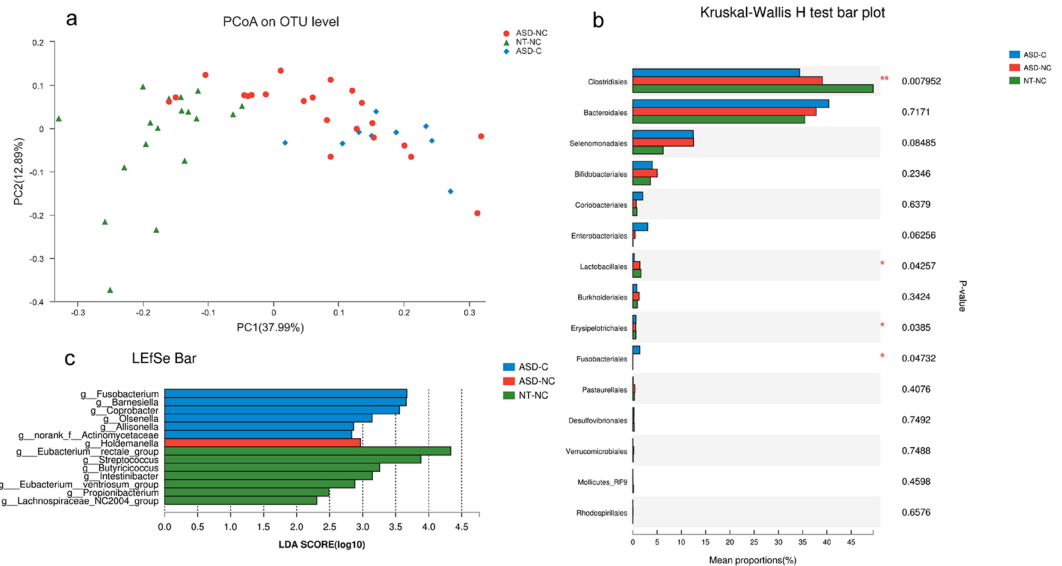 a
PCoA on OTU level
ASD-NC
NT-NC
ASD-C
0.2
0.1
0
-0.1
-0.2
-0.3
-0.4
PC2(12.89%)
-0.3 -0.2 -0.1 0 0.1 0.2 0.3
PC1(37.99%)
b
Kruskal-Wallis H test bar plot
ASD-C
ASD-NC
NT-NC
Clostridiales ** 0.007952
Bacteroidales 0.7171
Selenomonadales 0.08485
Bifidobacteriales 0.2346
Coriobacteriales 0.6379
Enterobacteriales 0.06256
Lactobacillales * 0.04257
Burkholderiales 0.3424
Erysipelotrichales * 0.0385
Fusobacteriales * 0.04732
Pasteurellales 0.4076
Desulfovibrionales 0.7492
Verrucomicrobiales 0.7488
Mollicutes_RF9 0.4598
Rhodospirillales 0.6576
P-value
0 5 10 15 20 25 30 35 40 45
Mean proportions(%)
c
LEfSe Bar
ASD-C
ASD-NC
NT-NC
g__Fusobacterium
g__Barnesiella
g__Coprobacter
g__Olsenella
g__Allisonella
g__norank_f__Actinomycetaceae
g__Holdemanella
g___Eubacterium__rectale_group
g__Streptococcus
g__Butyricicoccus
g__Intestinibacter
g___Eubacterium__ventriosum_group
g__Propionibacterium
g__Lachnospiraceae_NC2004_group
0.0 0.5 1.0 1.5 2.0 2.5 3.0 3.5 4.0 4.5
LDA SCORE(log10)